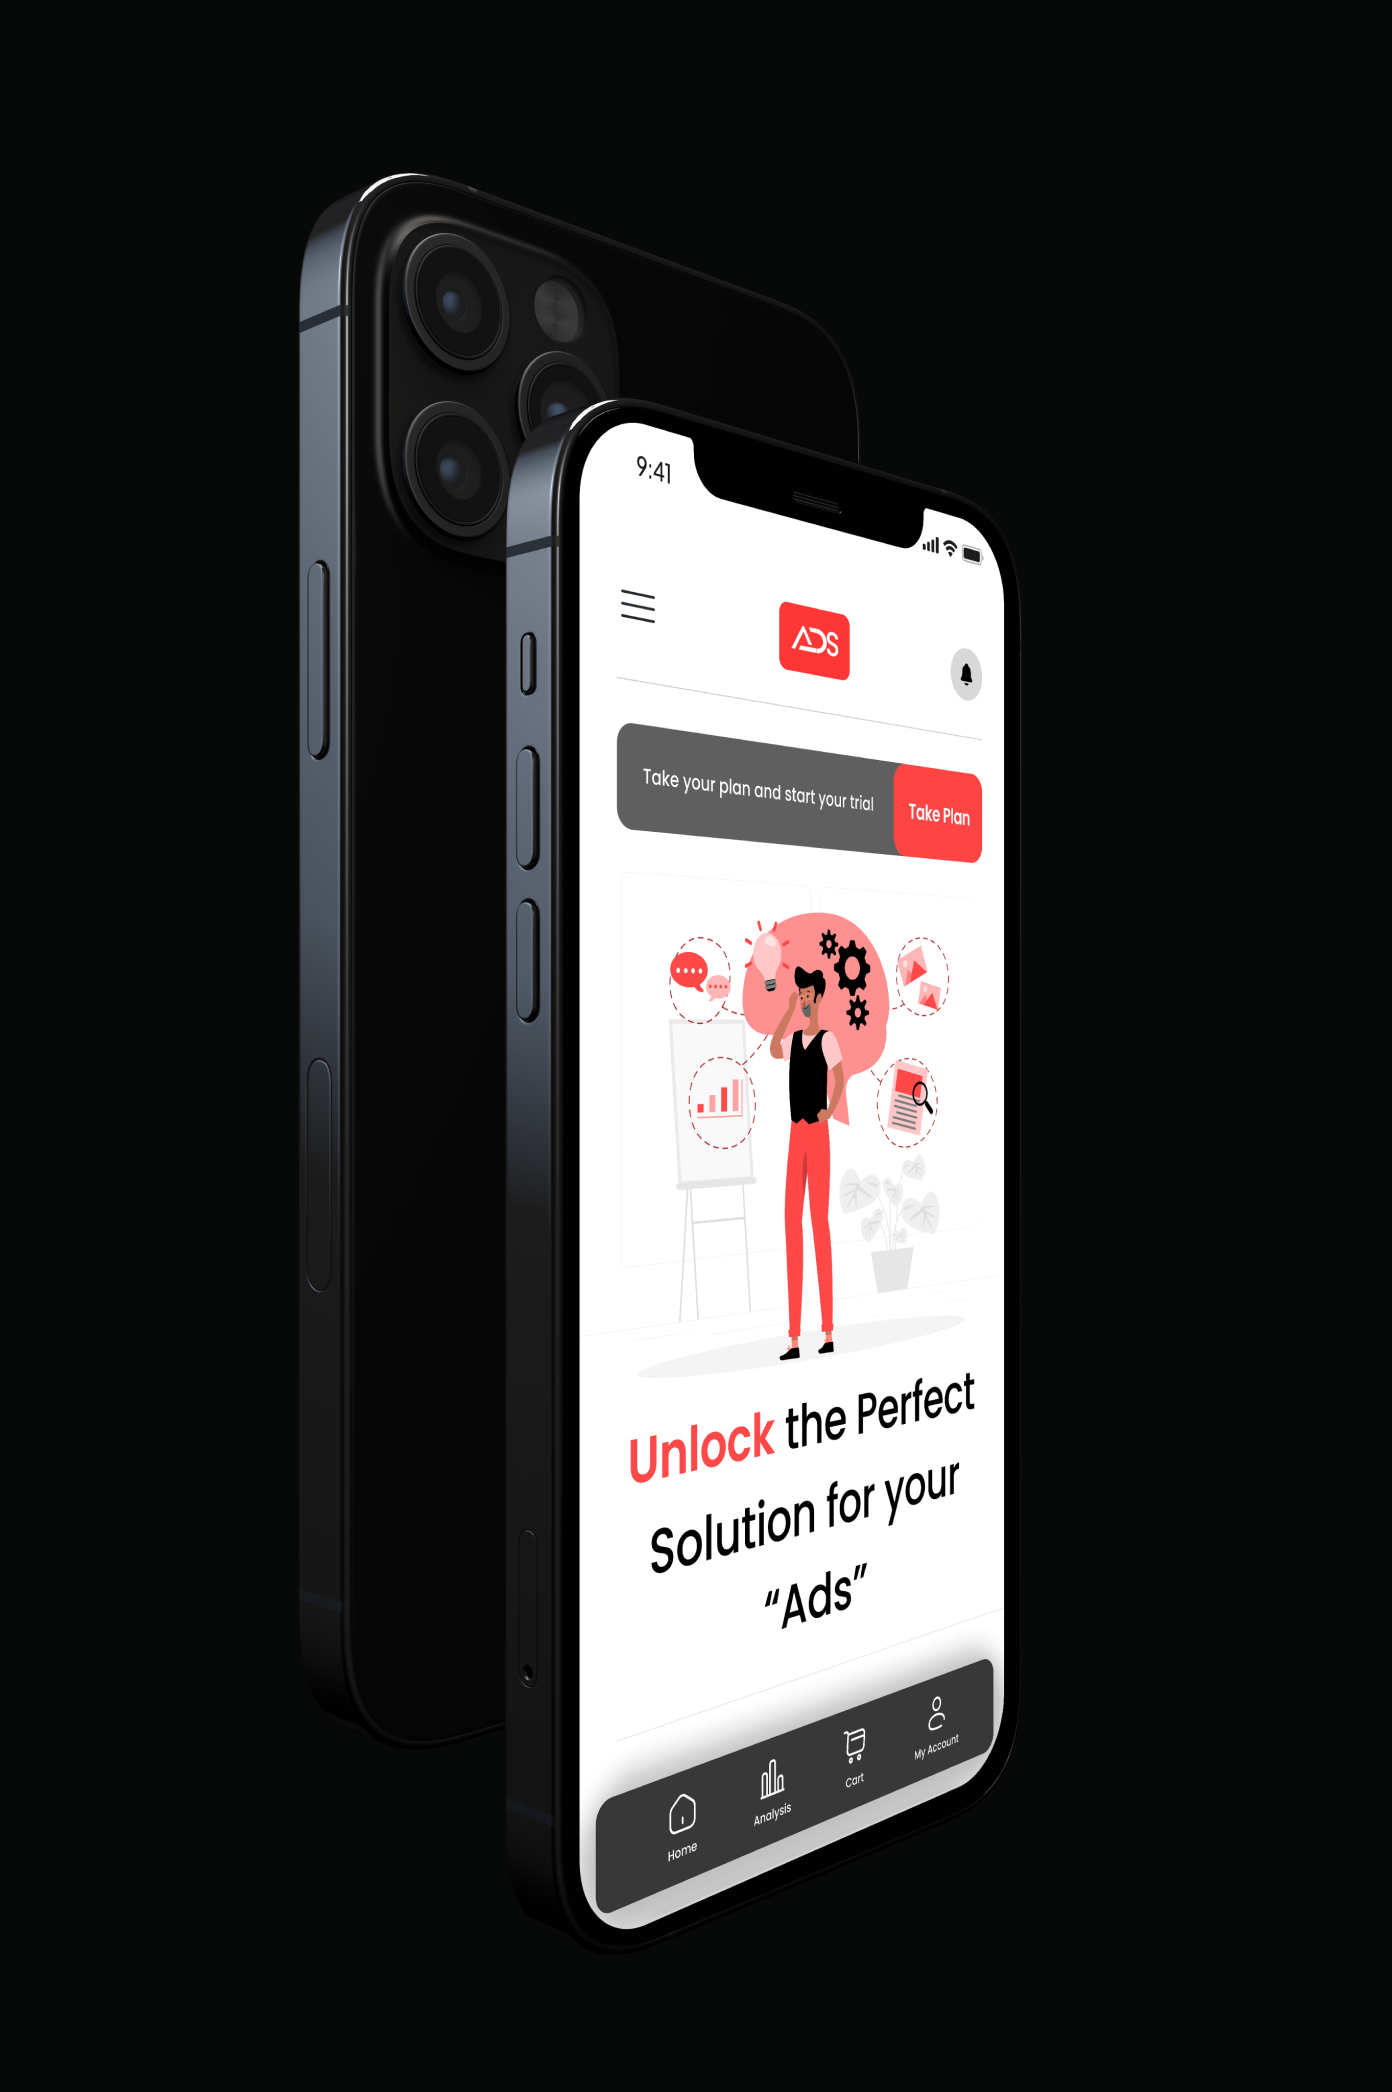 9:41
ADS
Take your plan and start your trial
Take Plan
Unlock the Perfect
Solution for your
“Ads”
Home
Analysis
Cart
My Account